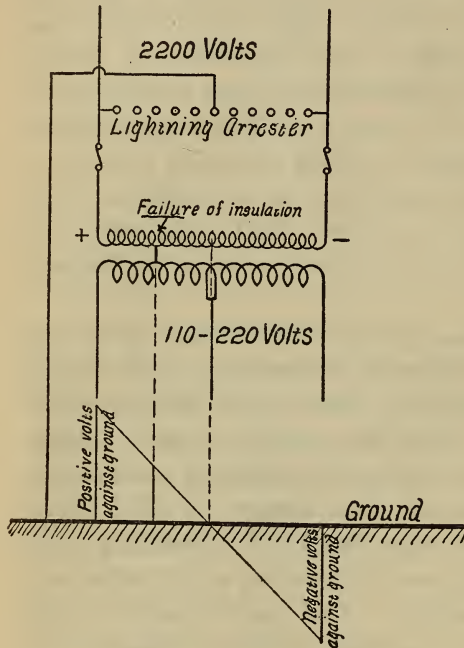 2200 Volts
Lightning Arrester
Failure of insulation
+ −
110-220 Volts
Positive volts
against ground
Ground
Negative volts
against ground